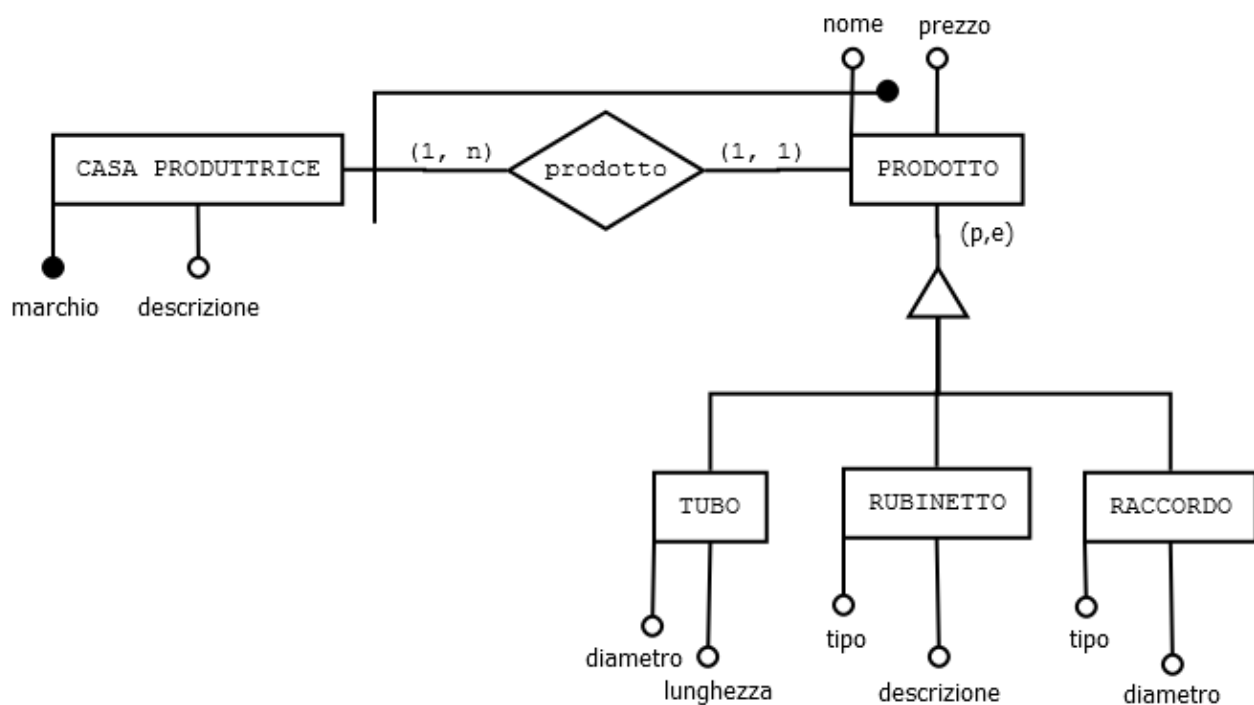 nome prezzo
CASA PRODUTTRICE (1, n) prodotto (1, 1) PRODOTTO
(p,e)
marchio descrizione
TUBO RUBINETTO RACCORDO
diametro tipo tipo
lunghezza descrizione diametro